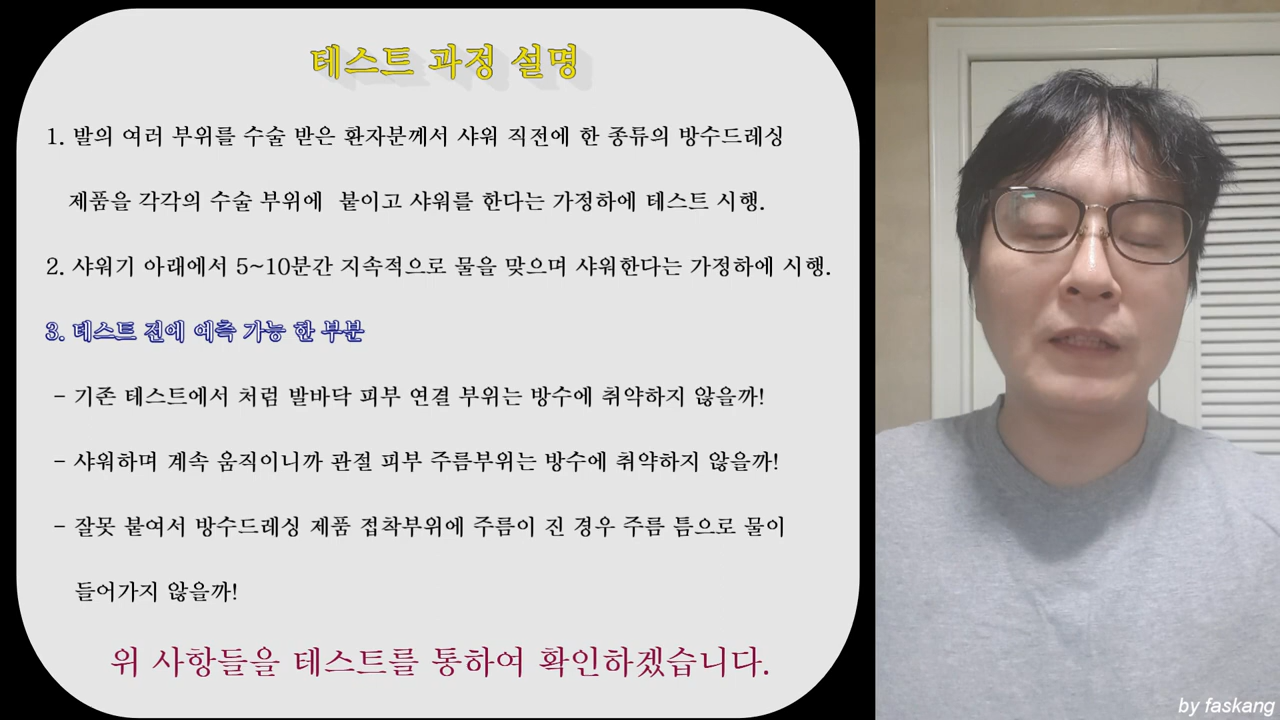 테스트 과정 설명
1. 발의 여러 부위를 수술 받은 환자분께서 샤워 직전에 한 종류의 방수드레싱
제품을 각각의 수술 부위에 붙이고 샤워를 한다는 가정하에 테스트 시행.
2. 샤워기 아래에서 5~10분간 지속적으로 물을 맞으며 샤워한다는 가정하에 시행.
3. 테스트 전에 예측 가능 한 부분
- 기존 테스트에서 처럼 발바닥 피부 연결 부위는 방수에 취약하지 않을까!
- 샤워하며 계속 움직이니까 관절 피부 주름부위는 방수에 취약하지 않을까!
- 잘못 붙여서 방수드레싱 제품 접착부위에 주름이 진 경우 주름 틈으로 물이
들어가지 않을까!
위 사항들을 테스트를 통하여 확인하겠습니다.
by faskang